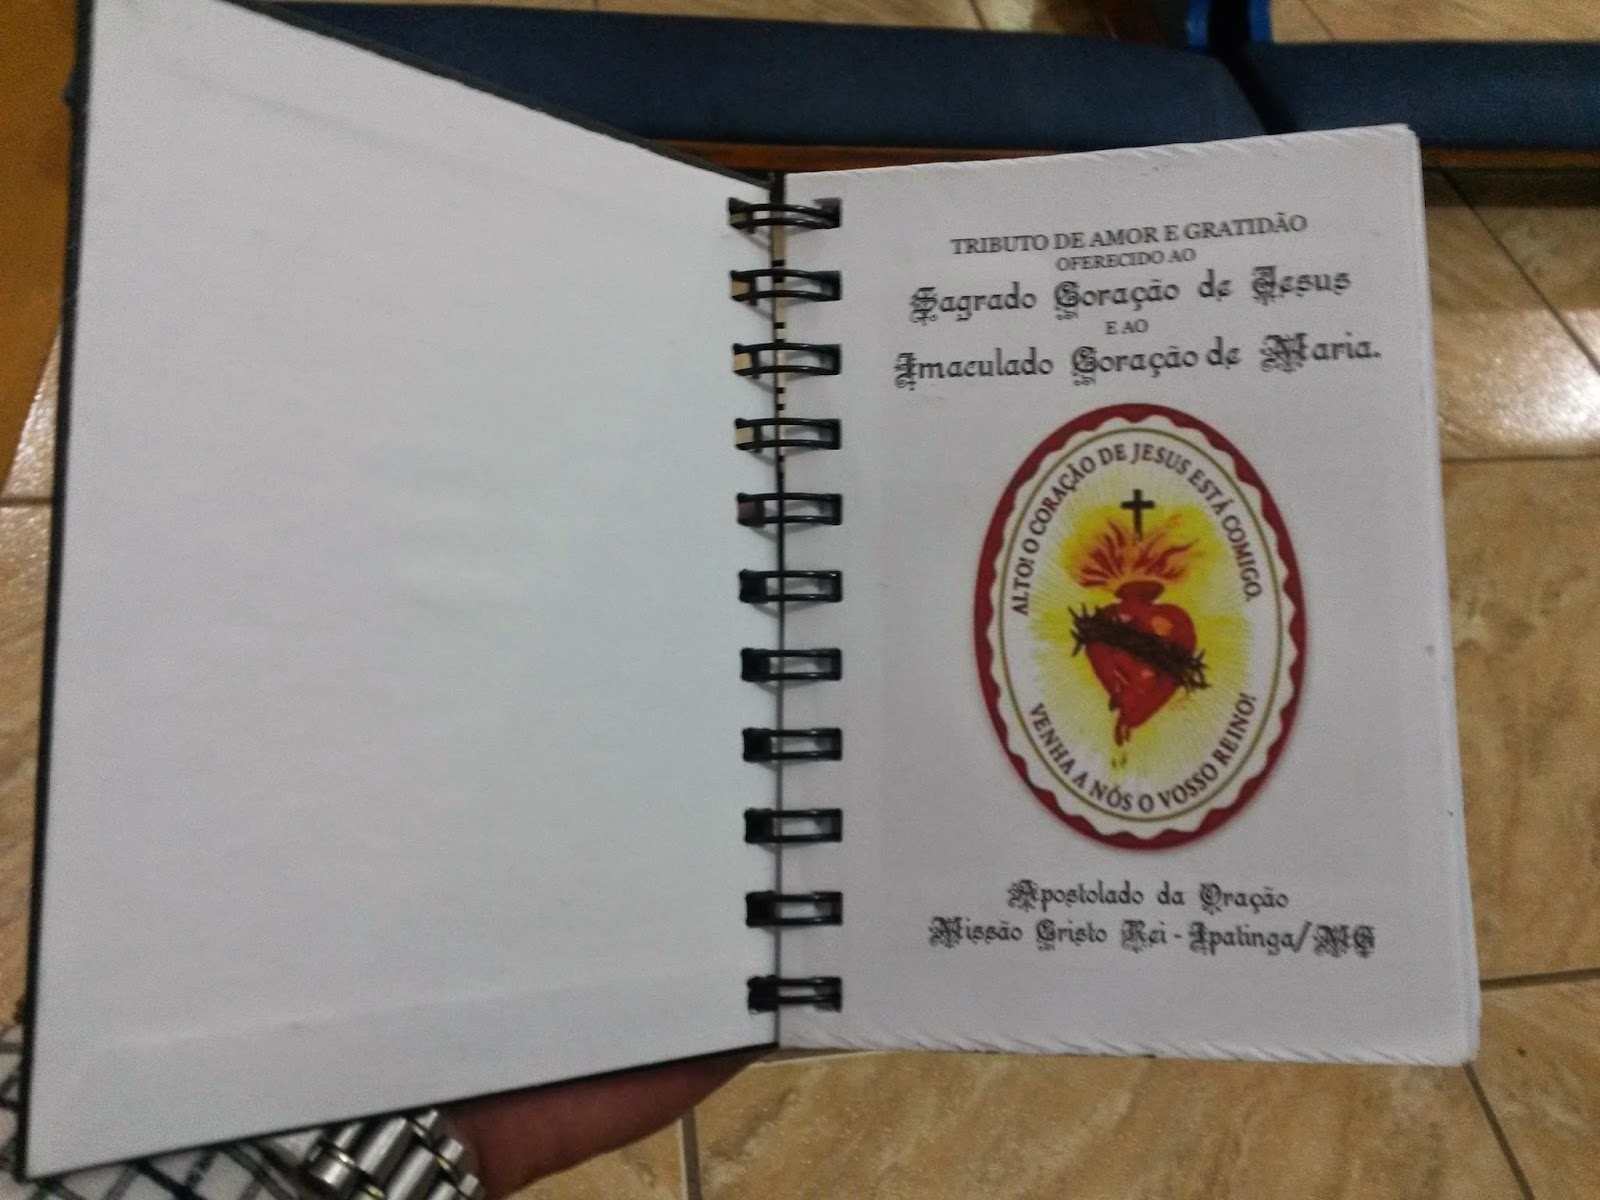 TRIBUTO DE AMOR E GRATIDÃO
OFERECIDO AO
Sagrado Coração de Jesus
E AO
Imaculado Coração de Maria.
ALTO! O CORAÇÃO DE JESUS ESTÁ COMIGO.
VENHA A NÓS O VOSSO REINO!
Apostolado da Oração
Missão Cristo Rei - Ipatinga/MG